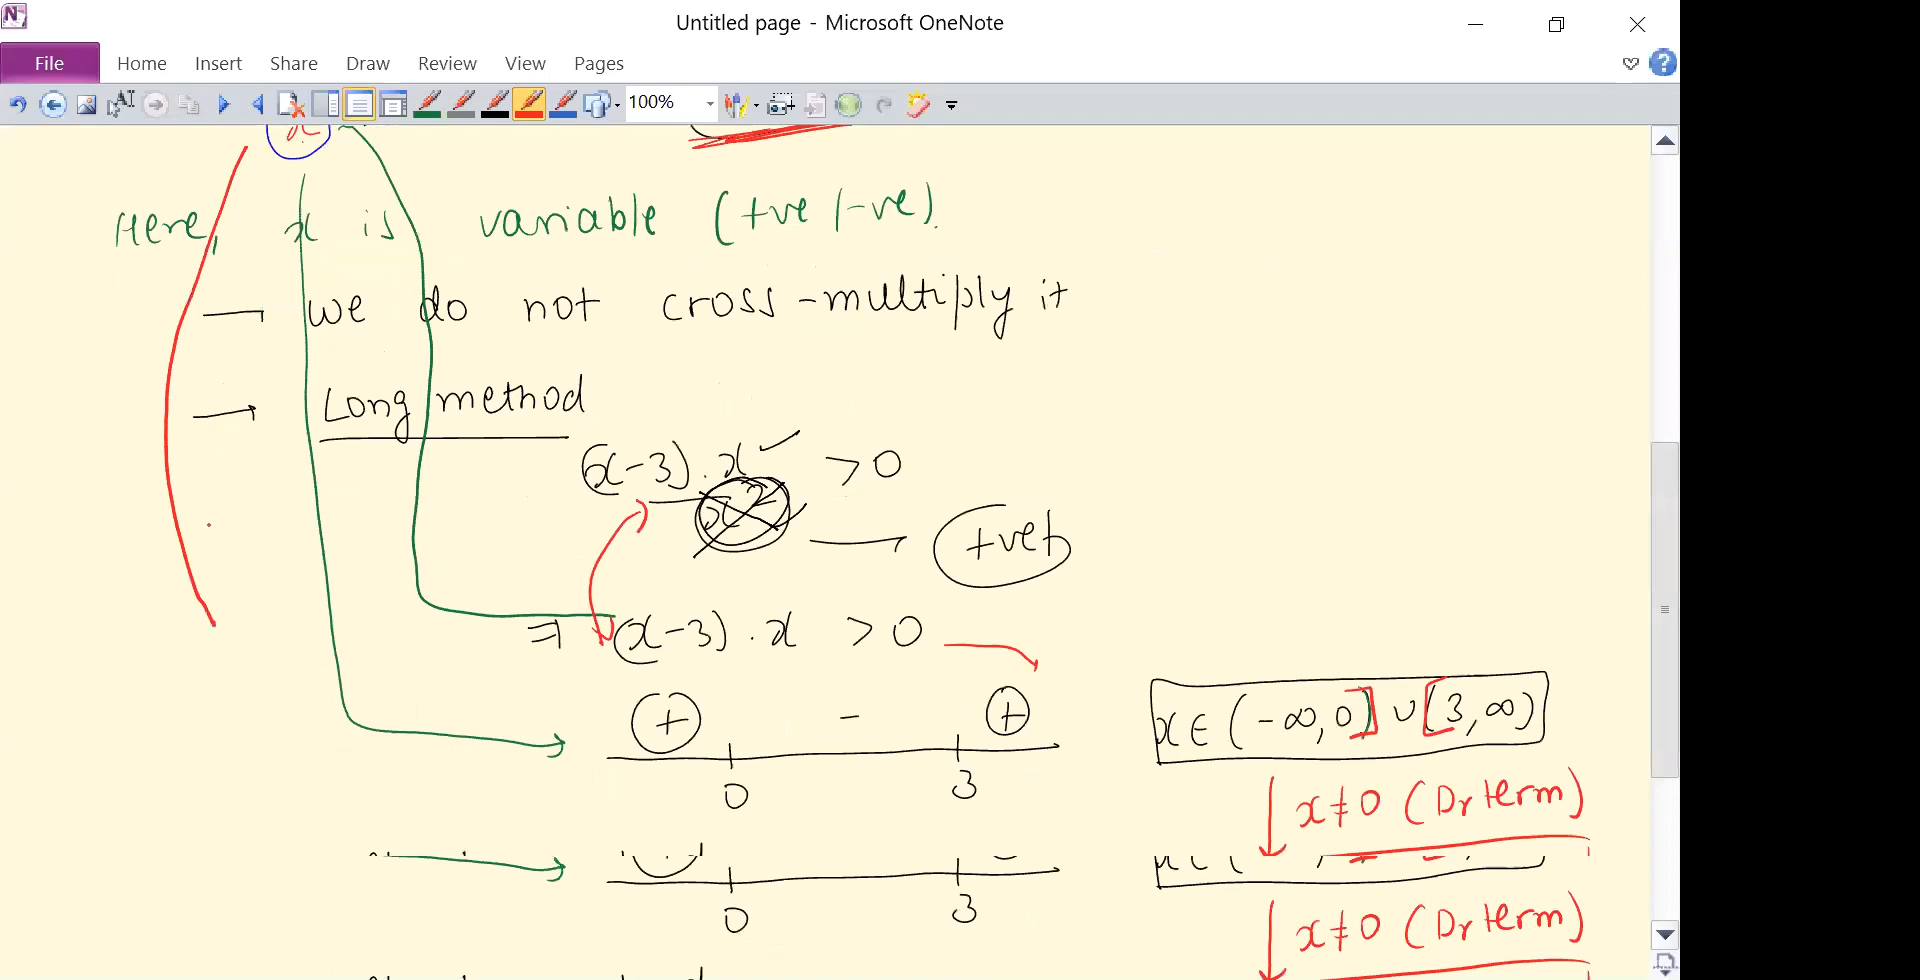 Untitled page - Microsoft OneNote
File Home Insert Share Draw Review View Pages
100%
x
Here, x is variable (+ve/-ve).
→ we do not cross-multiply it
→ Long method
(x-3).x > 0
x²
→ +ve
⇒ (x-3).x > 0
+ - +
0 3
x∈(-∞,0] ∪ [3,∞)
↓ x≠0 (Dr term)
0 3
↓ x≠0 (Dr term)